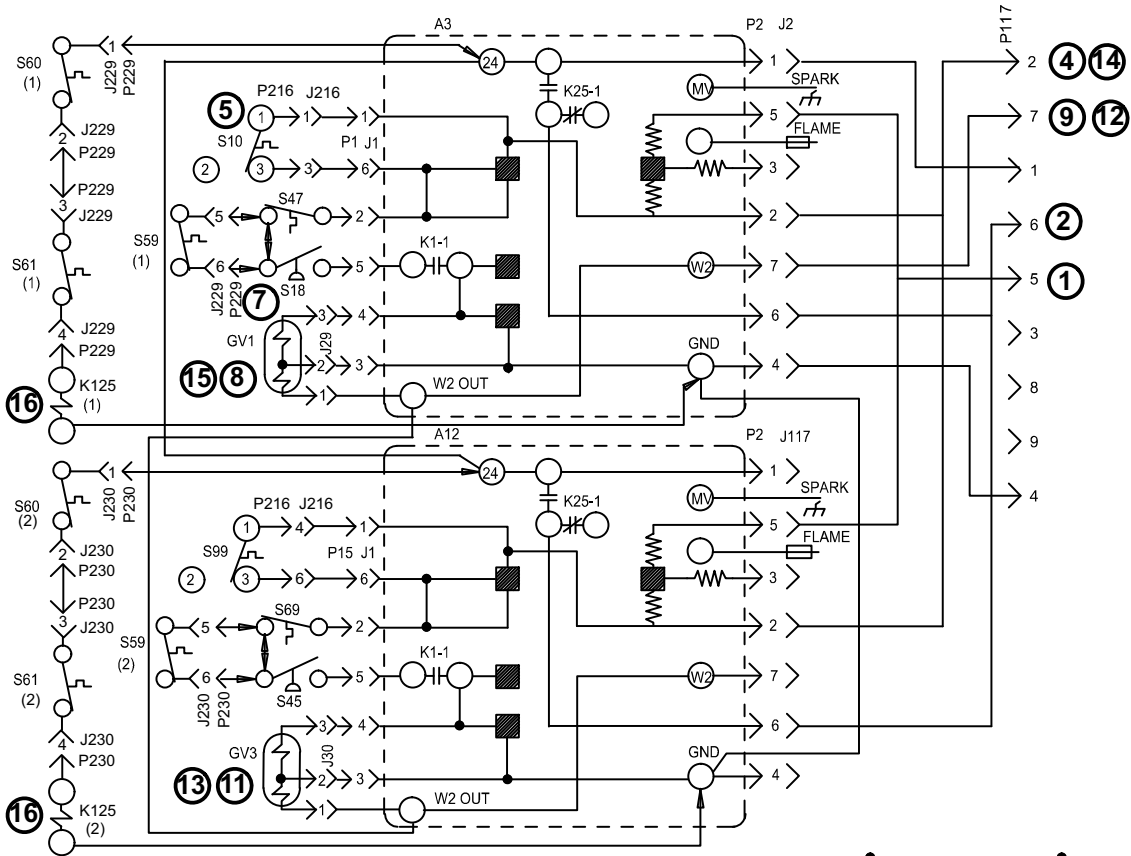 A3 P2 J2 P117
S60 (1) 1 J229 P229 24 1 2 4 14
K25-1 MV SPARK
5 P216 J216 1 1 1 5 7 9 12
S10 P1 J1 FLAME
2 J229 P229 2 3 3 6 3 1
P229 3 J229 S47
S59 (1) 5 2 2 6 2
S61 (1) K1-1
6 J229 P229 7 S18 5 W2 7 5 1
4 J229 P229 GV1 3 4 J29 6 3
15 8 2 3 GND 4 8
16 K125 (1) 1 W2 OUT
A12 P2 J117 9
S60 (2) 1 J230 P230 24 1 4
K25-1 MV SPARK
P216 J216 1 4 1 5
S99 P15 J1 FLAME
2 J230 P230 2 3 6 6 3
P230 3 J230 S69
S59 (2) 5 2 2
S61 (2) K1-1
6 J230 P230 S45 5 W2 7
4 J230 P230 GV3 3 4 J30 6
13 11 2 3 GND 4
16 K125 (2) 1 W2 OUT